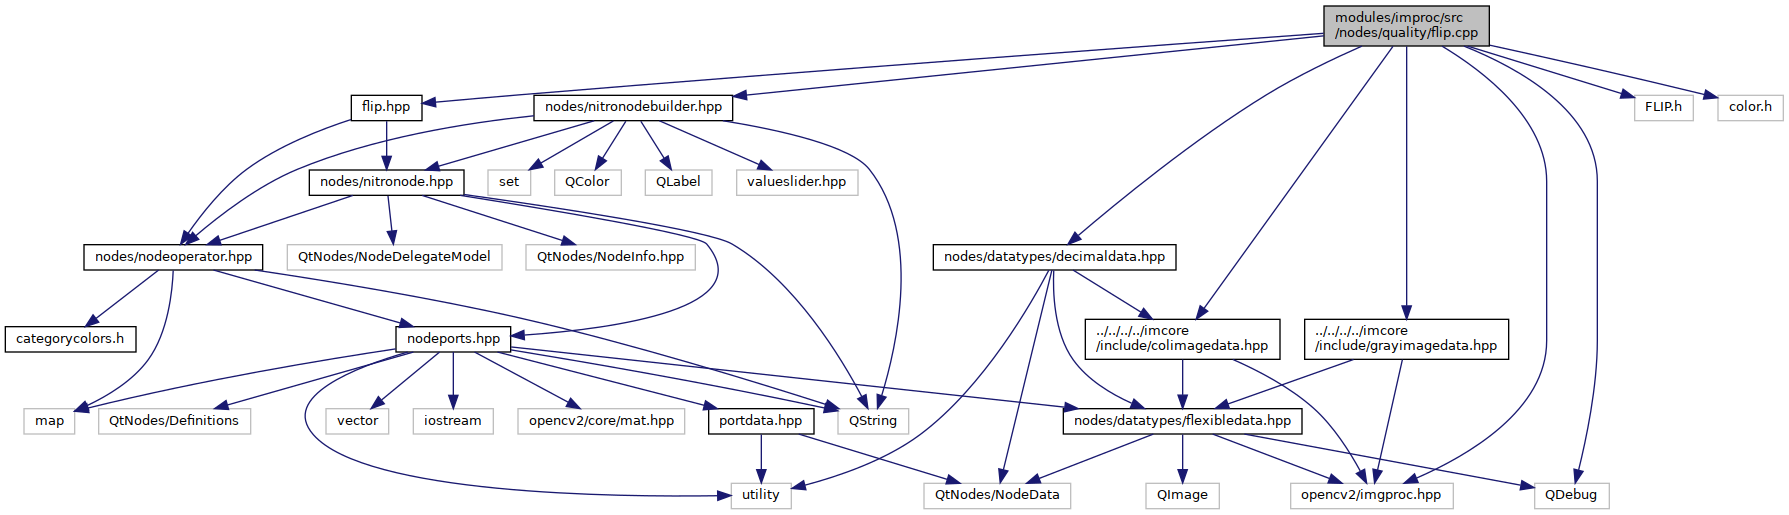 modules/improc/src
/nodes/quality/flip.cpp
flip.hpp
nodes/nitronodebuilder.hpp
FLIP.h
color.h
nodes/nitronode.hpp
set
QColor
QLabel
valueslider.hpp
nodes/nodeoperator.hpp
QtNodes/NodeDelegateModel
QtNodes/NodeInfo.hpp
nodes/datatypes/decimaldata.hpp
categorycolors.h
nodeports.hpp
../../../../imcore
/include/colimagedata.hpp
../../../../imcore
/include/grayimagedata.hpp
map
QtNodes/Definitions
vector
iostream
opencv2/core/mat.hpp
portdata.hpp
QString
nodes/datatypes/flexibledata.hpp
utility
QtNodes/NodeData
QImage
opencv2/imgproc.hpp
QDebug